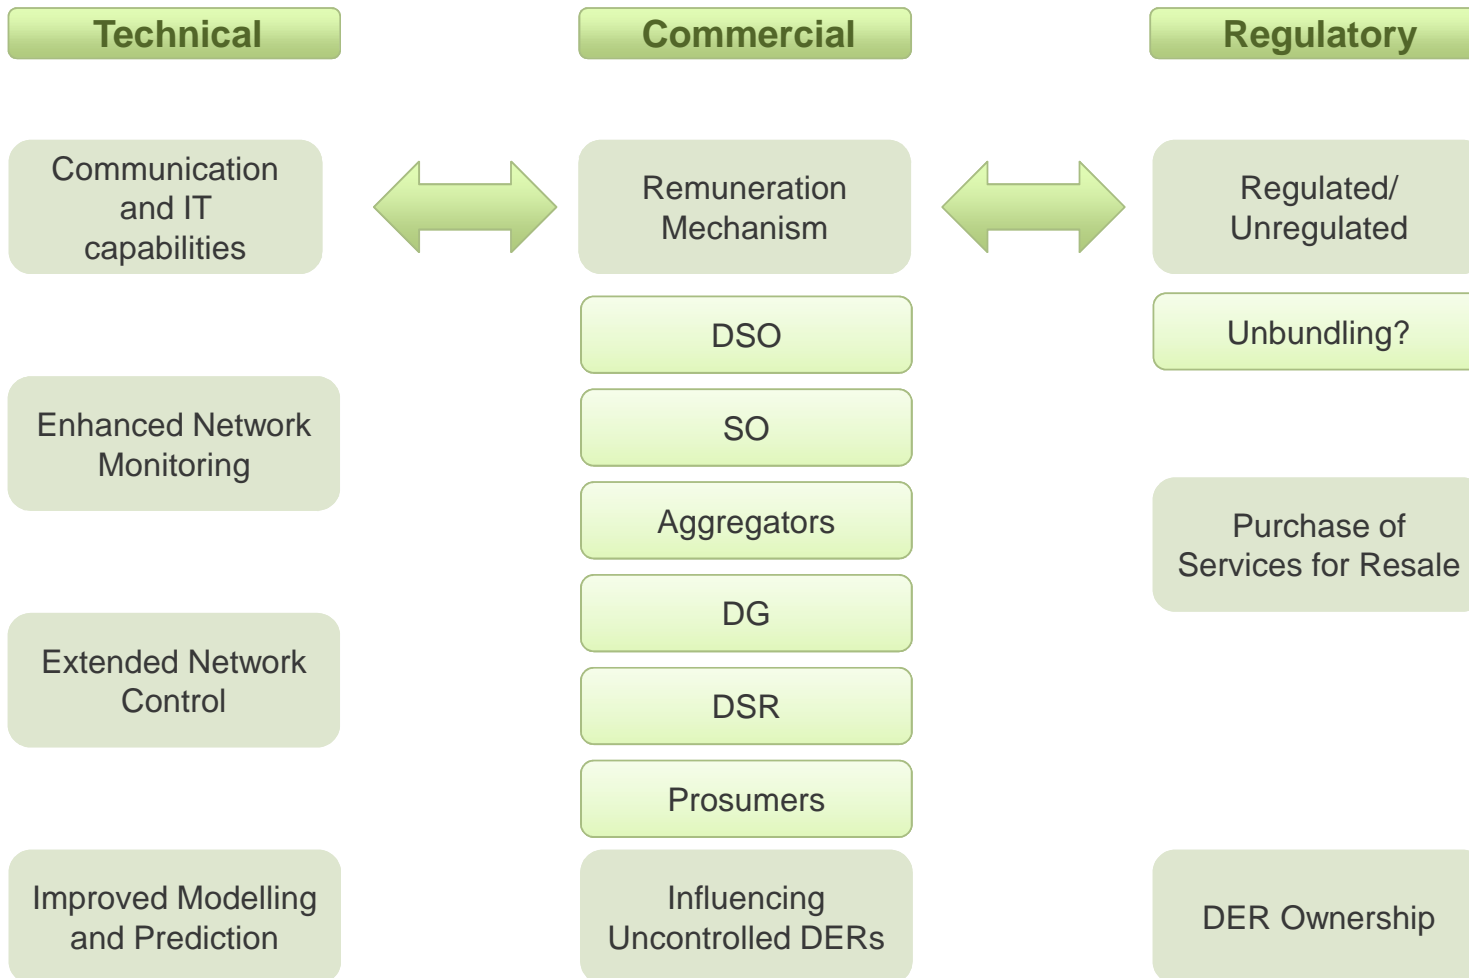 Technical
Commercial
Regulatory
Communication
and IT
capabilities
Remuneration
Mechanism
Regulated/
Unregulated
DSO
Unbundling?
Enhanced Network
Monitoring
SO
Aggregators
Purchase of
Services for Resale
DG
Extended Network
Control
DSR
Prosumers
Improved Modelling
and Prediction
Influencing
Uncontrolled DERs
DER Ownership